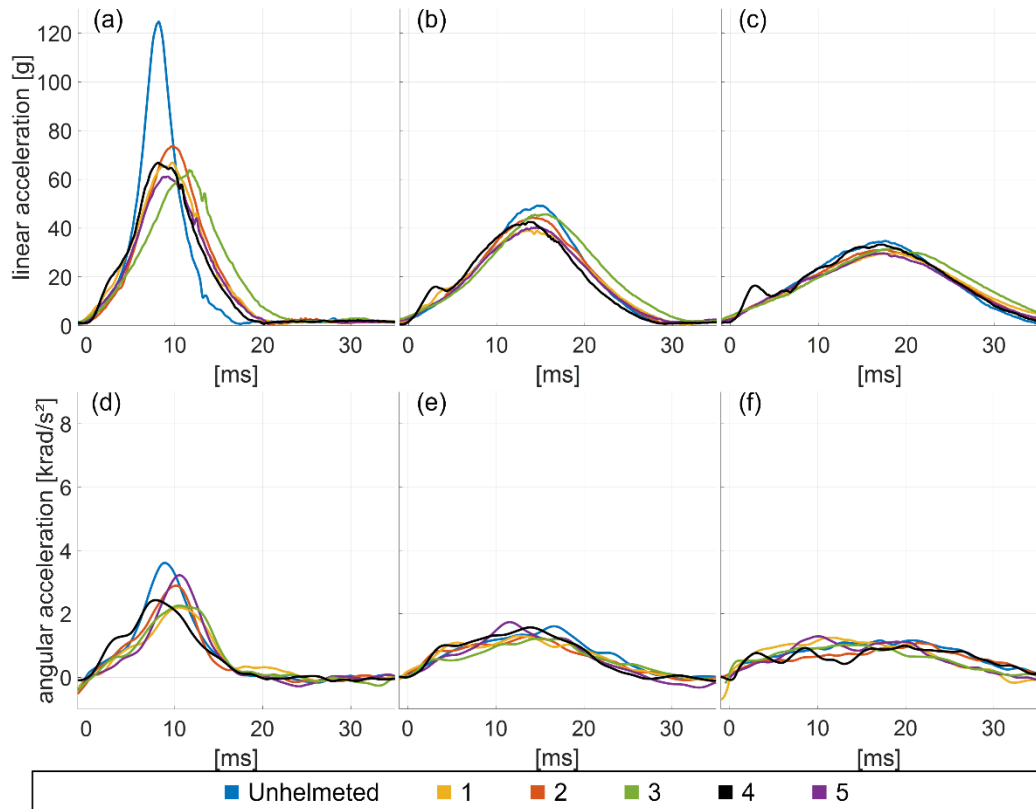 (a) (b) (c)
linear acceleration [g]
120
100
80
60
40
20
0
0 10 20 30 0 10 20 30 0 10 20 30
[ms] [ms] [ms]
(d) (e) (f)
angular acceleration [krad/s²]
8
6
4
2
0
0 10 20 30 0 10 20 30 0 10 20 30
[ms] [ms] [ms]
Unhelmeted 1 2 3 4 5